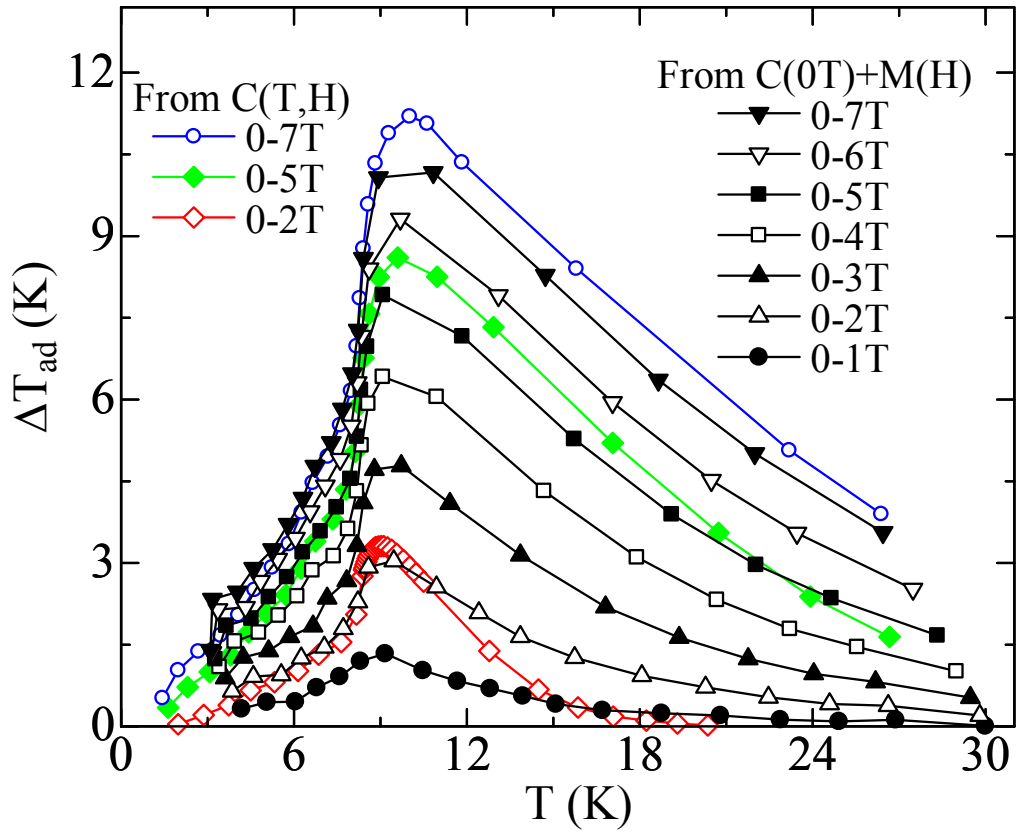 12
9
6
3
0
ΔT_ad (K)
From C(T,H)
0-7T
0-5T
0-2T
From C(0T)+M(H)
0-7T
0-6T
0-5T
0-4T
0-3T
0-2T
0-1T
0 6 12 18 24 30
T (K)